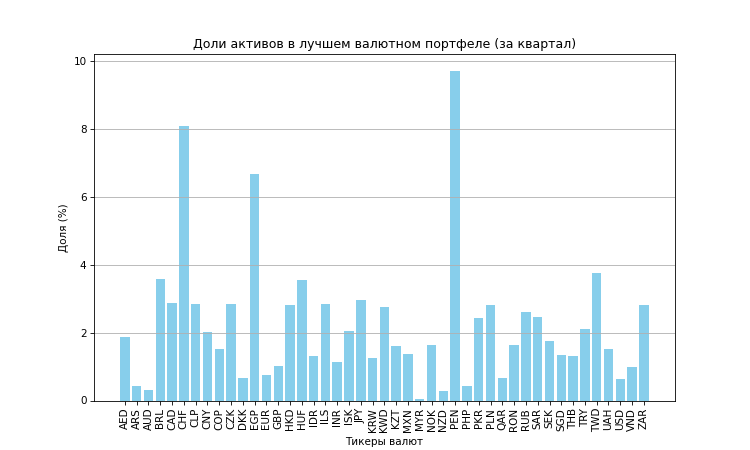 Доли активов в лучшем валютном портфеле (за квартал)
Доля (%)
10
8
6
4
2
0
AED ARS AUD BRL CAD CHF CLP CNY COP CZK DKK EGP EUR GBP HKD HUF IDR ILS INR ISK JPY KRW KWD KZT MXN MYR NOK NZD PEN PHP PKR PLN QAR RON RUB SAR SEK SGD THB TRY TWD UAH USD VND ZAR
Тикеры валют